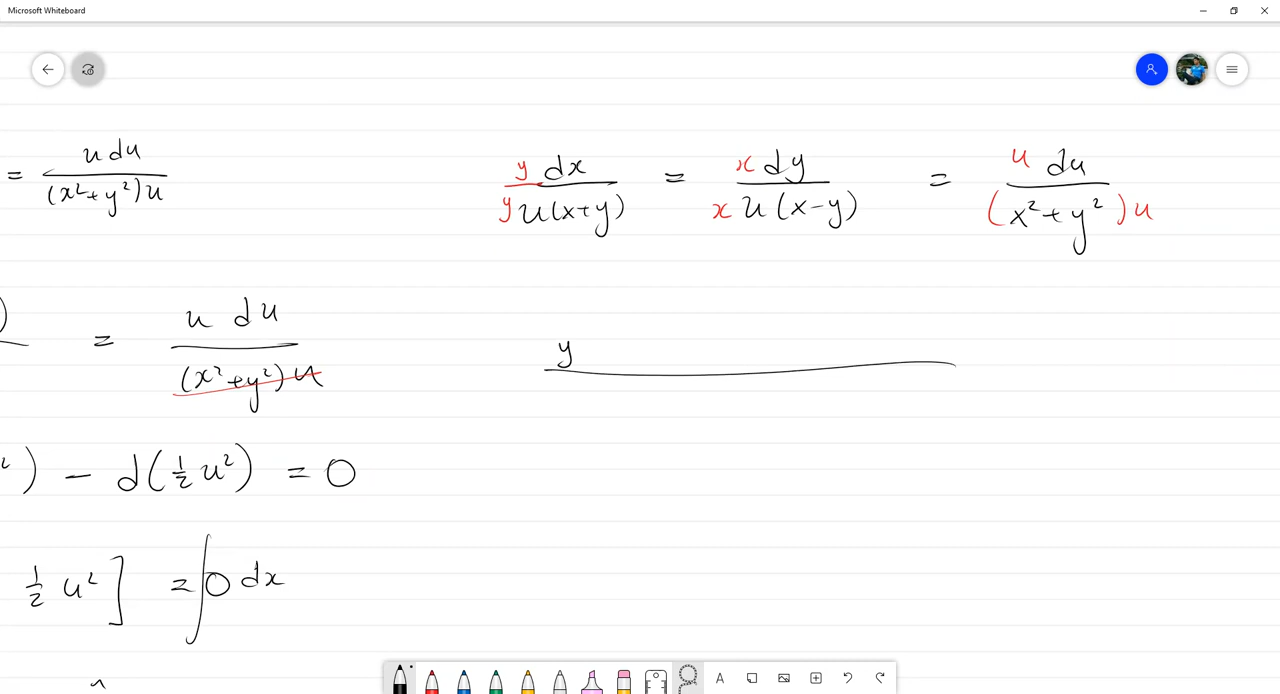 Microsoft Whiteboard
= u du / (x² + y²) u
y dx / y u(x+y) = x dy / x u(x-y) = u du / (x² + y²) u
) = u du / (x² + y²) u
y
²) - d(½ u²) = 0
½ u² ] = ∫ 0 dx
A